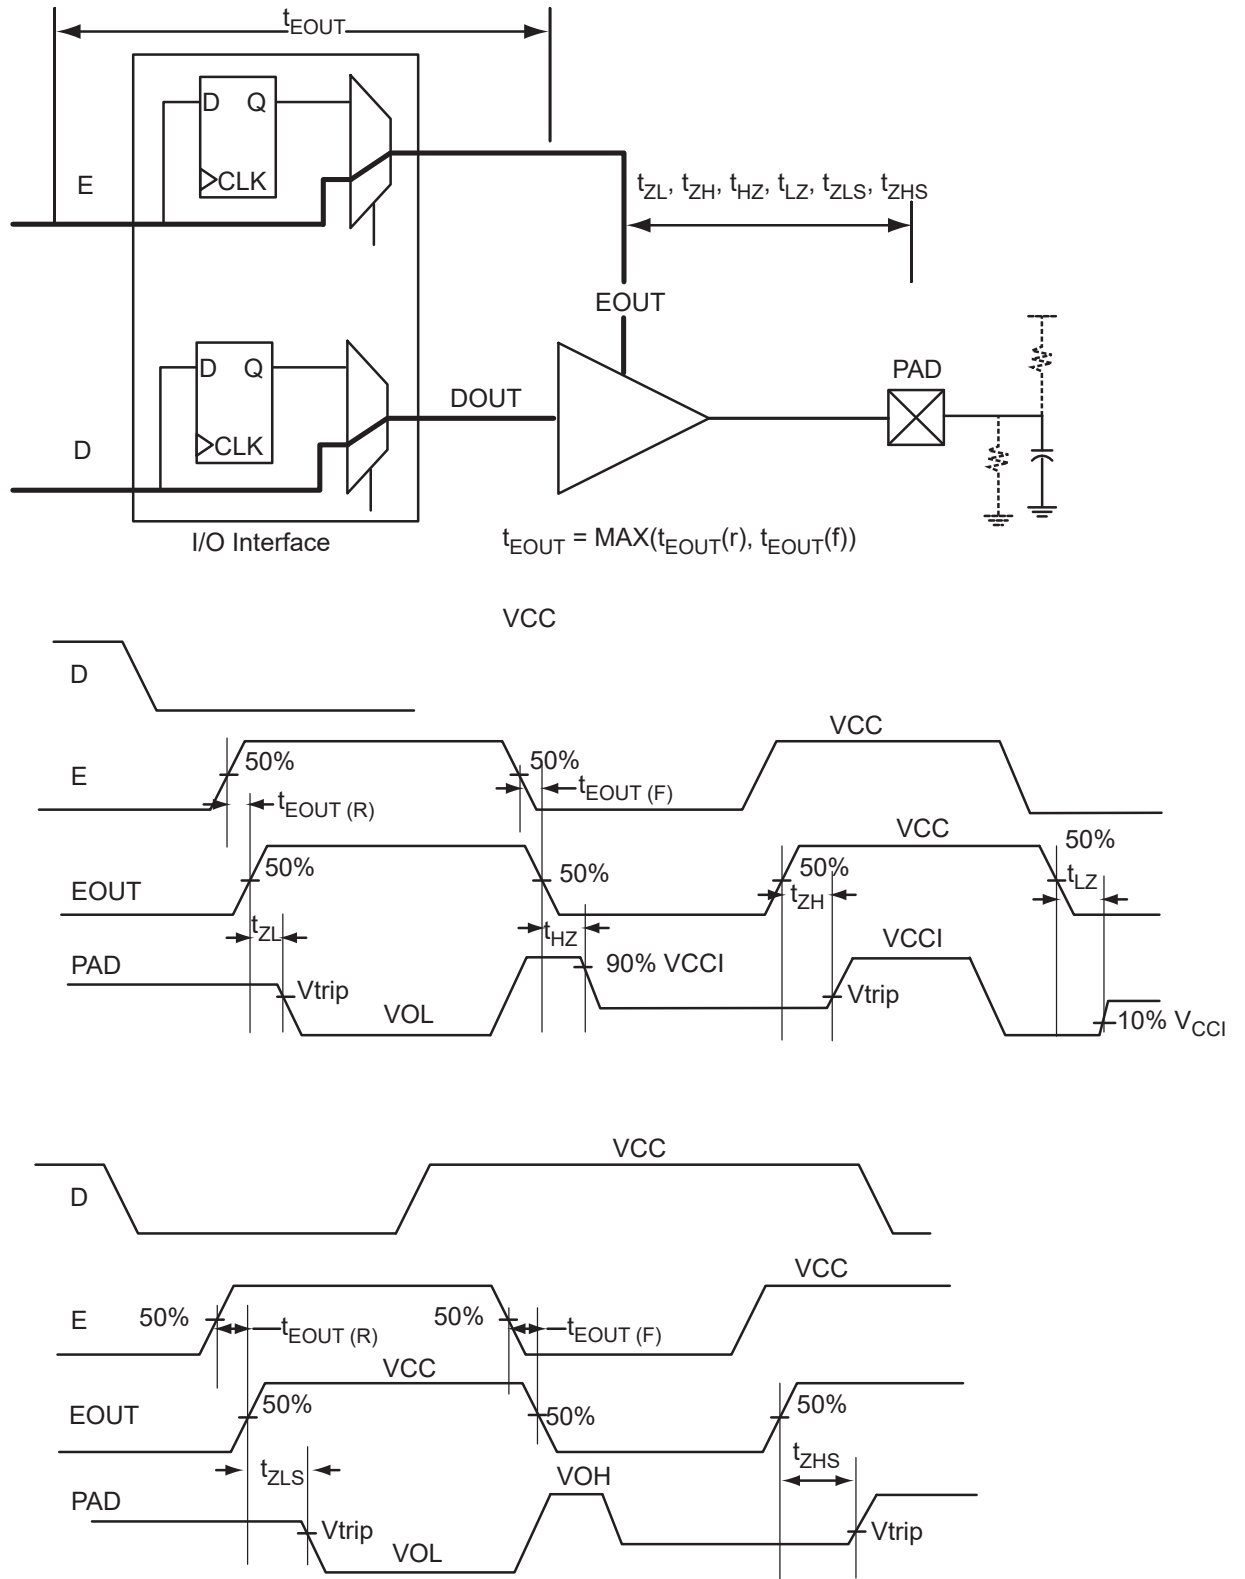 tEOUT
D Q
CLK
E
tZL, tZH, tHZ, tLZ, tZLS, tZHS
EOUT
D Q
CLK
D
DOUT
PAD
I/O Interface
tEOUT = MAX(tEOUT(r), tEOUT(f))
VCC
D
VCC
E
50%
50%
tEOUT (R)
tEOUT (F)
VCC
50%
EOUT
50%
50%
50%
tLZ
tZH
tZL
tHZ
PAD
90% VCCI
VCCI
Vtrip
Vtrip
VOL
10% VCCI
VCC
D
VCC
E
50%
tEOUT (R)
50%
tEOUT (F)
VCC
EOUT
50%
50%
50%
tZLS
tZHS
VOH
PAD
Vtrip
Vtrip
VOL